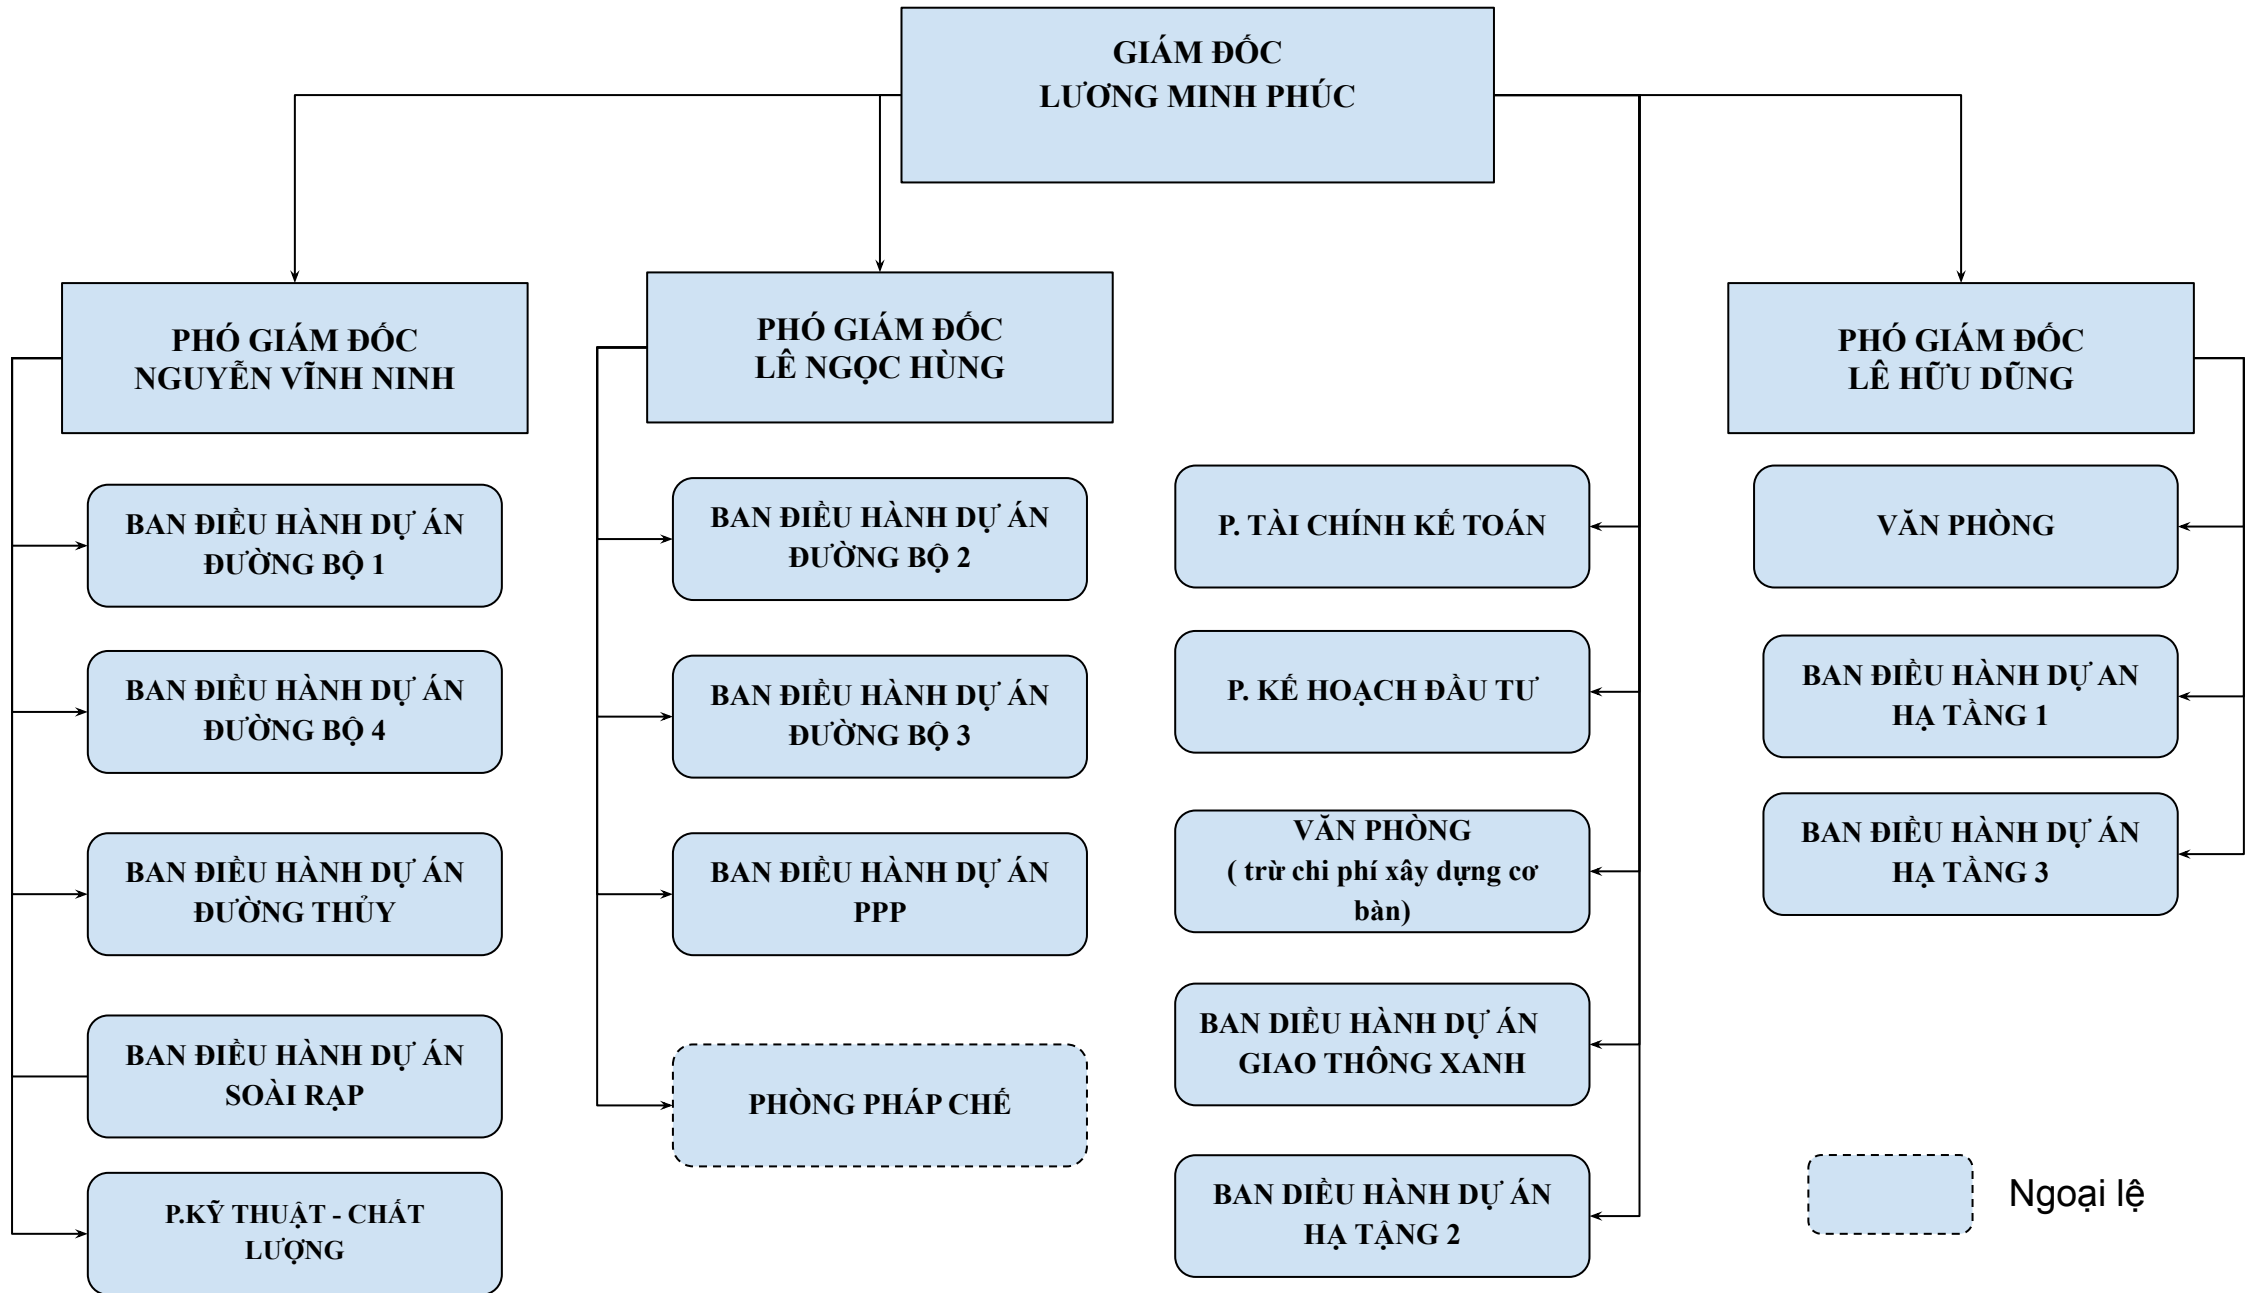 GIÁM ĐỐC
LƯƠNG MINH PHÚC
PHÓ GIÁM ĐỐC
NGUYỄN VĨNH NINH
PHÓ GIÁM ĐỐC
LÊ NGỌC HÙNG
PHÓ GIÁM ĐỐC
LÊ HỮU DŨNG
BAN ĐIỀU HÀNH DỰ ÁN
ĐƯỜNG BỘ 1
BAN ĐIỀU HÀNH DỰ ÁN
ĐƯỜNG BỘ 4
BAN ĐIỀU HÀNH DỰ ÁN
ĐƯỜNG THỦY
BAN ĐIỀU HÀNH DỰ ÁN
SOÀI RẠP
P.KỸ THUẬT - CHẤT
LƯỢNG
BAN ĐIỀU HÀNH DỰ ÁN
ĐƯỜNG BỘ 2
BAN ĐIỀU HÀNH DỰ ÁN
ĐƯỜNG BỘ 3
BAN ĐIỀU HÀNH DỰ ÁN
PPP
PHÒNG PHÁP CHẾ
P. TÀI CHÍNH KẾ TOÁN
P. KẾ HOẠCH ĐẦU TƯ
VĂN PHÒNG
( trừ chi phí xây dựng cơ
bàn)
BAN DIỀU HÀNH DỰ ÁN
GIAO THÔNG XANH
BAN DIỀU HÀNH DỰ ÁN
HẠ TẬNG 2
VĂN PHÒNG
BAN ĐIỀU HÀNH DỰ AN
HẠ TẦNG 1
BAN ĐIỀU HÀNH DỰ ÁN
HẠ TẦNG 3
Ngoại lệ